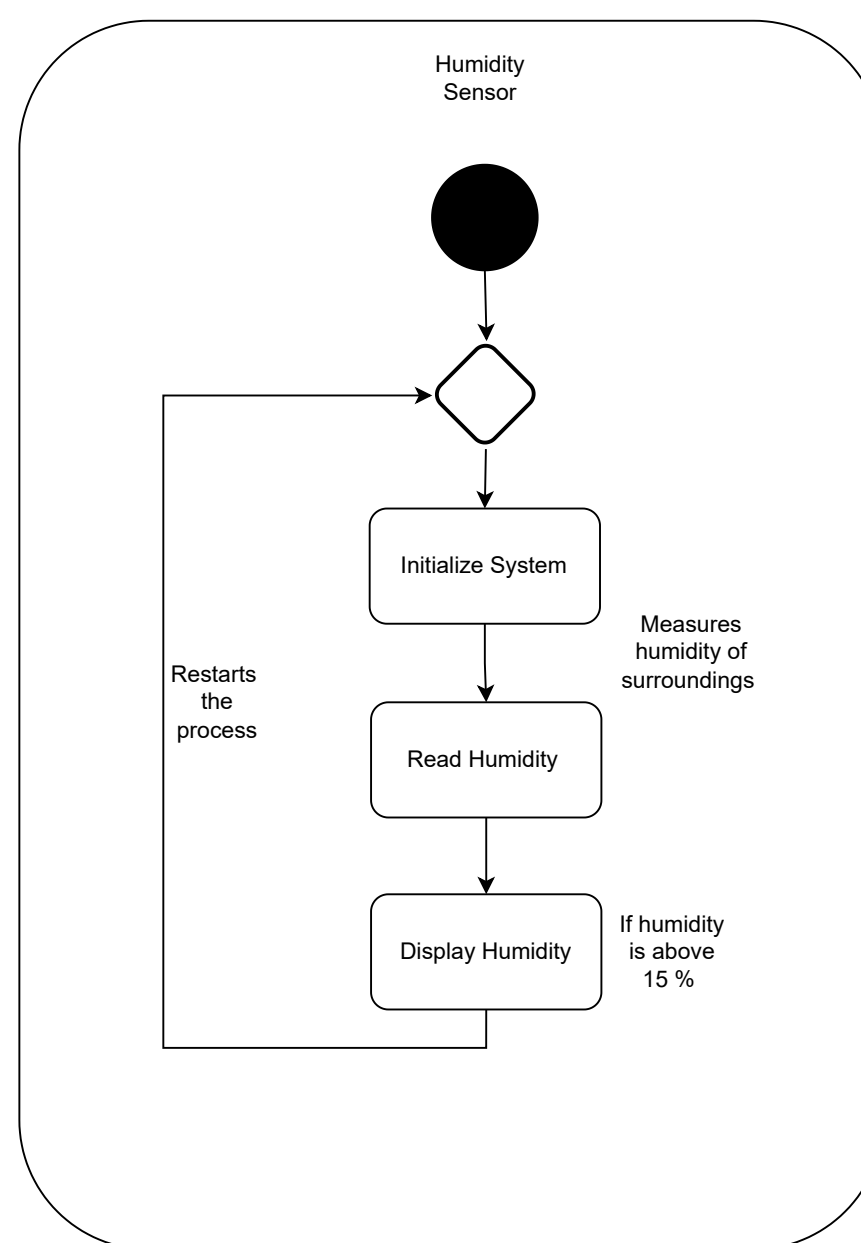 Humidity
Sensor
Initialize System
Measures
humidity of
surroundings
Restarts
the
process
Read Humidity
If humidity
is above
15 %
Display Humidity